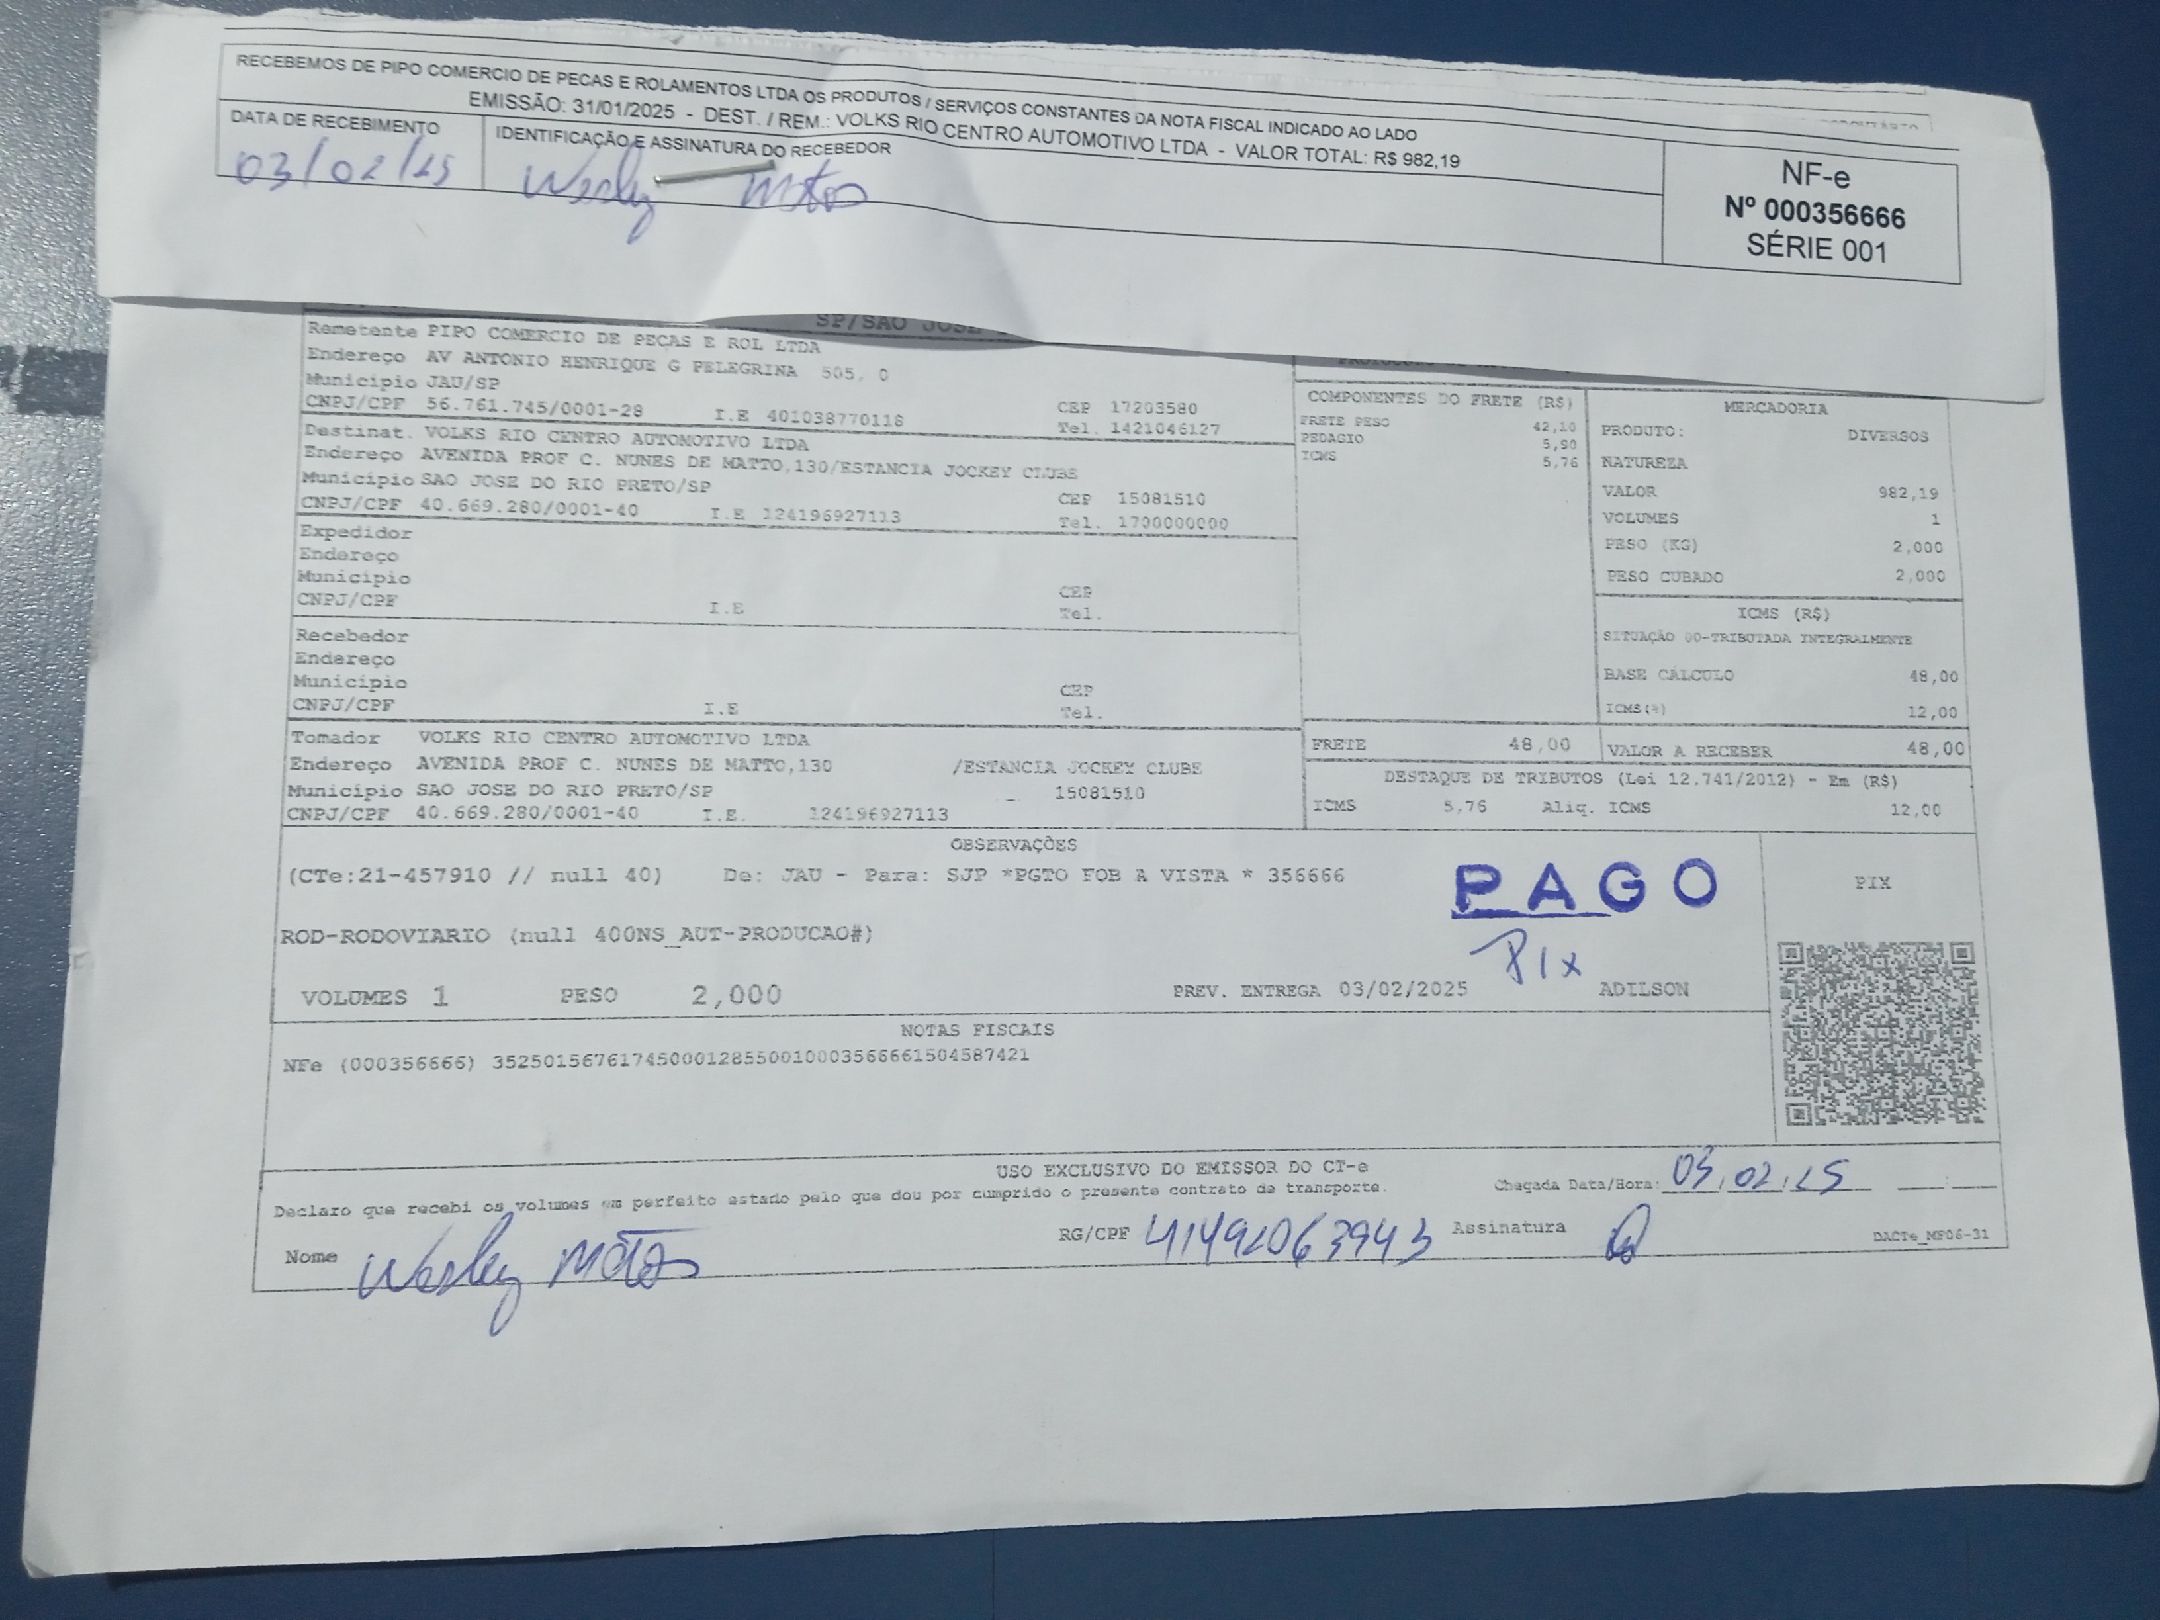 RECEBEMOS DE PIPO COMERCIO DE PECAS E ROLAMENTOS LTDA OS PRODUTOS / SERVIÇOS CONSTANTES DA NOTA FISCAL INDICADO AO LADO
EMISSÃO: 31/01/2025 - DEST. / REM.: VOLKS RIO CENTRO AUTOMOTIVO LTDA - VALOR TOTAL: R$ 982,19
DATA DE RECEBIMENTO
03/02/25
IDENTIFICAÇÃO E ASSINATURA DO RECEBEDOR
Wesley Matos
NF-e
Nº 000356666
SÉRIE 001
SP/SAO JOSE
Remetente PIPO COMERCIO DE PEÇAS E ROL LTDA
Endereço AV ANTONIO HENRIQUE G PELEGRINA 505, 0
Município JAU/SP
CNPJ/CPF 56.761.745/0001-28 I.E 401038770118
CEP 17203580
Tel. 1421046127
Destinat. VOLKS RIO CENTRO AUTOMOTIVO LTDA
Endereço AVENIDA PROF C. NUNES DE MATTO,130/ESTANCIA JOCKEY CLUBE
Município SAO JOSE DO RIO PRETO/SP
CEP 15081510
CNPJ/CPF 40.669.280/0001-40 I.E 124196927113
Tel. 1700000000
Expedidor
Endereço
Município
CEP
CNPJ/CPF I.E
Tel.
Recebedor
Endereço
Município
CEP
CNPJ/CPF I.E
Tel.
Tomador VOLKS RIO CENTRO AUTOMOTIVO LTDA
Endereço AVENIDA PROF C. NUNES DE MATTO,130 /ESTANCIA JOCKEY CLUBE
Município SAO JOSE DO RIO PRETO/SP 15081510
CNPJ/CPF 40.669.280/0001-40 I.E. 124196927113
COMPONENTES DO FRETE (R$)
FRETE PESO 42,10
PEDAGIO 5,90
ICMS 5,76
MERCADORIA
PRODUTO: DIVERSOS
NATUREZA
VALOR 982,19
VOLUMES 1
PESO (KG) 2,000
PESO CUBADO 2,000
ICMS (R$)
SITUAÇÃO 00-TRIBUTADA INTEGRALMENTE
BASE CÁLCULO 48,00
ICMS(%) 12,00
FRETE 48,00
VALOR A RECEBER 48,00
DESTAQUE DE TRIBUTOS (Lei 12.741/2012) - Em (R$)
ICMS 5,76 Aliq. ICMS 12,00
OBSERVAÇÕES
(CTe:21-457910 // null 40) De: JAU - Para: SJP *PGTO FOB A VISTA * 356666
PAGO
Pix
PIX
ROD-RODOVIARIO (null 400NS_AUT-PRODUCAO#)
VOLUMES 1 PESO 2,000 PREV. ENTREGA 03/02/2025 ADILSON
NOTAS FISCAIS
NFe (000356666) 35250156761745000128550010003566661504587421
USO EXCLUSIVO DO EMISSOR DO CT-e
Declaro que recebi os volumes em perfeito estado pelo que dou por cumprido o presente contrato de transporte.
Chegada Data/Hora: 03/02/25
Nome Wesley Matos
RG/CPF 41492063943
Assinatura
DACTe_MF06-31